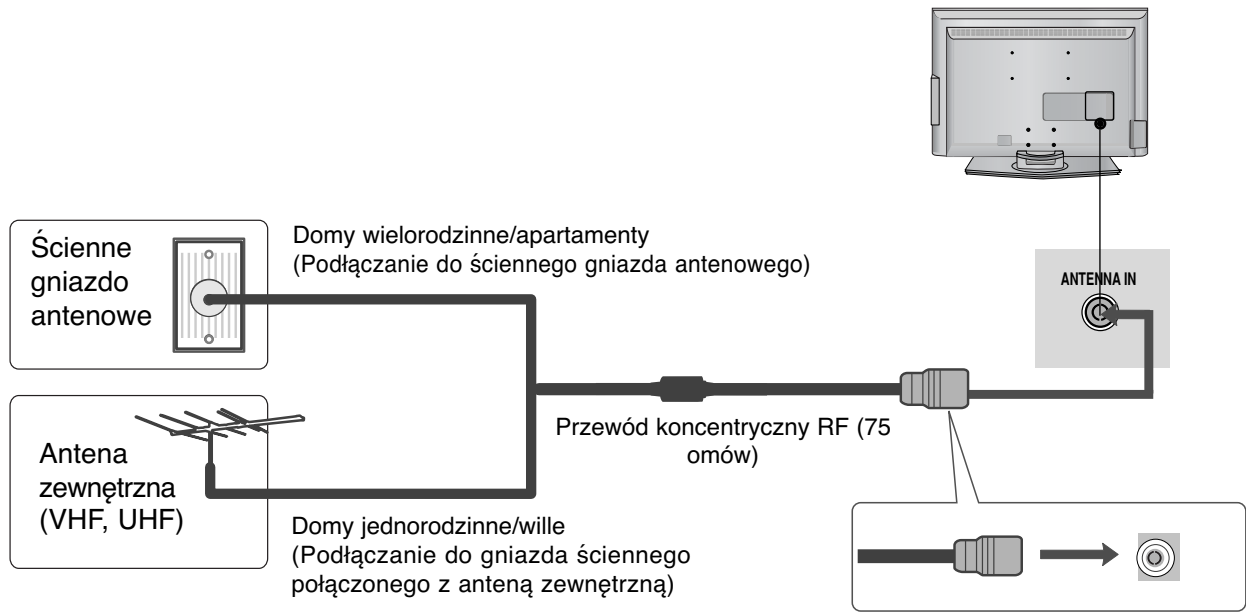 Ścienne
gniazdo
antenowe
Domy wielorodzinne/apartamenty
(Podłączanie do ściennego gniazda antenowego)
ANTENNA IN
Antena
zewnętrzna
(VHF, UHF)
Przewód koncentryczny RF (75
omów)
Domy jednorodzinne/wille
(Podłączanie do gniazda ściennego
połączonego z anteną zewnętrzną)